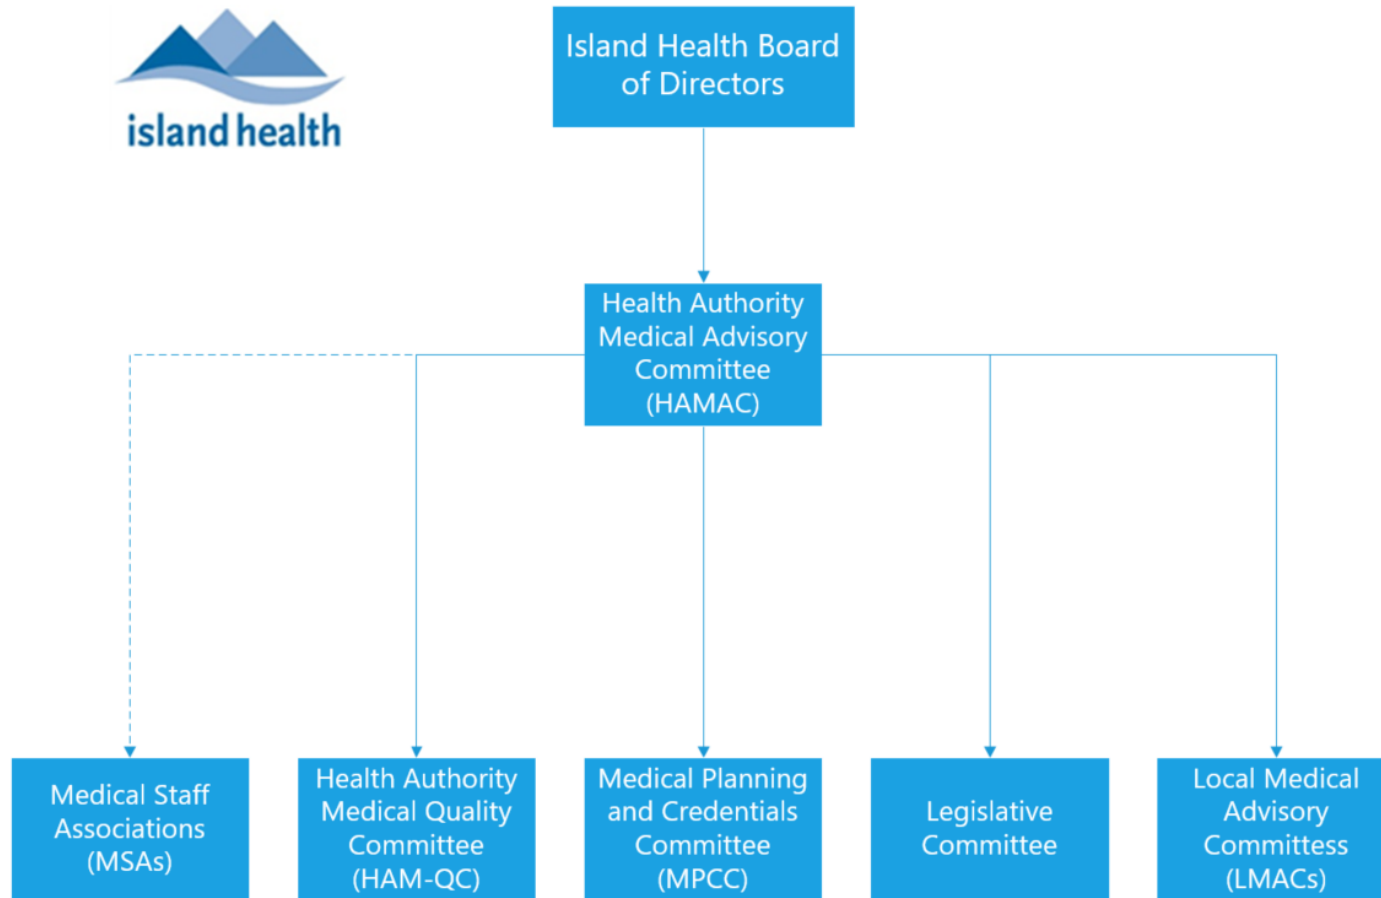 island health
Island Health Board
of Directors
Health Authority
Medical Advisory
Committee
(HAMAC)
Medical Staff
Associations
(MSAs)
Health Authority
Medical Quality
Committee
(HAM-QC)
Medical Planning
and Credentials
Committee
(MPCC)
Legislative
Committee
Local Medical
Advisory
Committess
(LMACs)